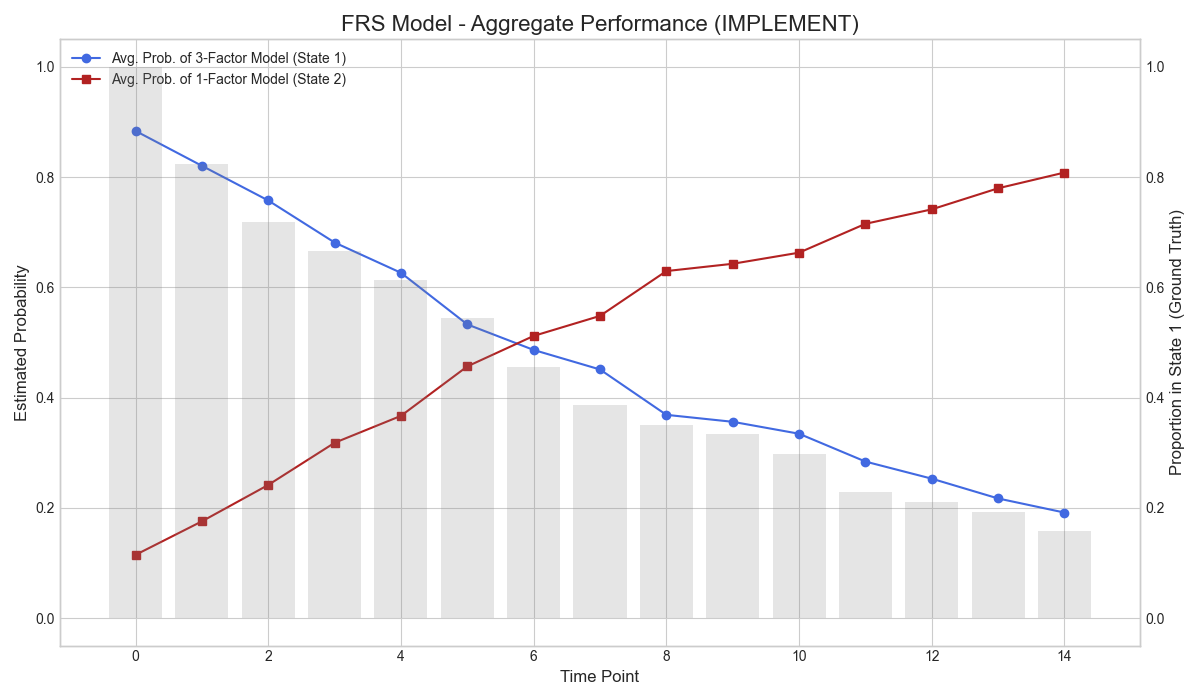 FRS Model - Aggregate Performance (IMPLEMENT)
Avg. Prob. of 3-Factor Model (State 1)
Avg. Prob. of 1-Factor Model (State 2)
Estimated Probability
1.0
0.8
0.6
0.4
0.2
0.0
0 2 4 6 8 10 12 14
Time Point
1.0
0.8
0.6
0.4
0.2
0.0
Proportion in State 1 (Ground Truth)